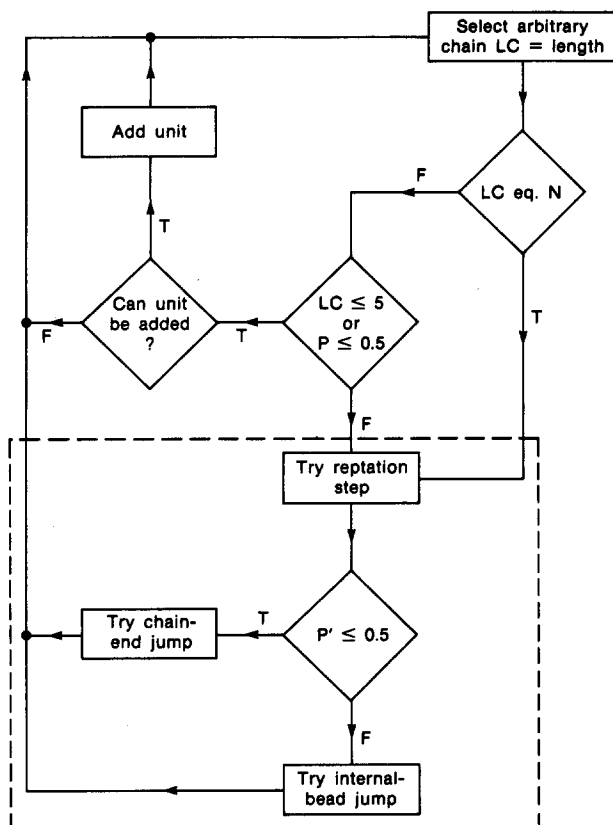 Select arbitrary
chain LC = length
Add unit
F
LC eq. N
T
Can unit
be added
?
LC ≤ 5
or
P ≤ 0.5
F
T
T
F
Try reptation
step
Try chain-
end jump
T
P' ≤ 0.5
F
Try internal-
bead jump